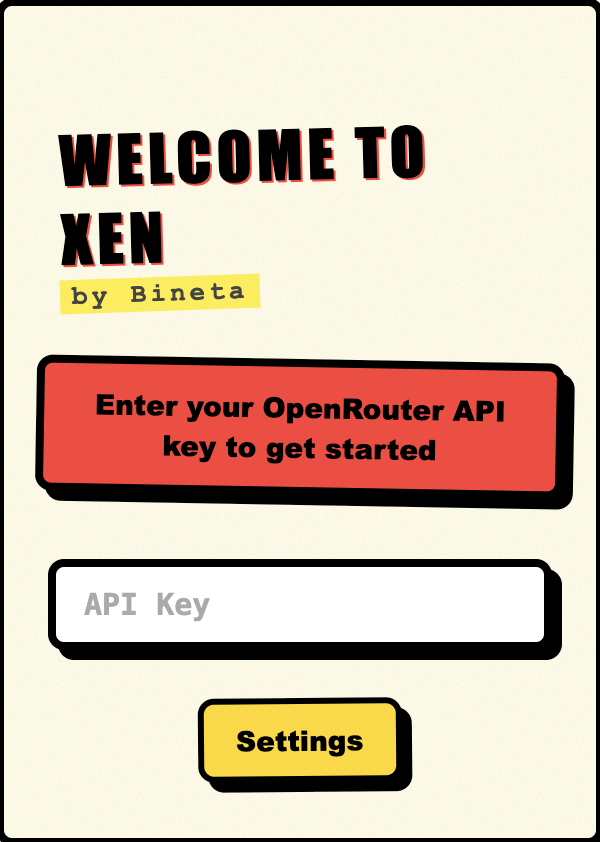 WELCOME TO
XEN
by Bineta
Enter your OpenRouter API
key to get started
API Key
Settings